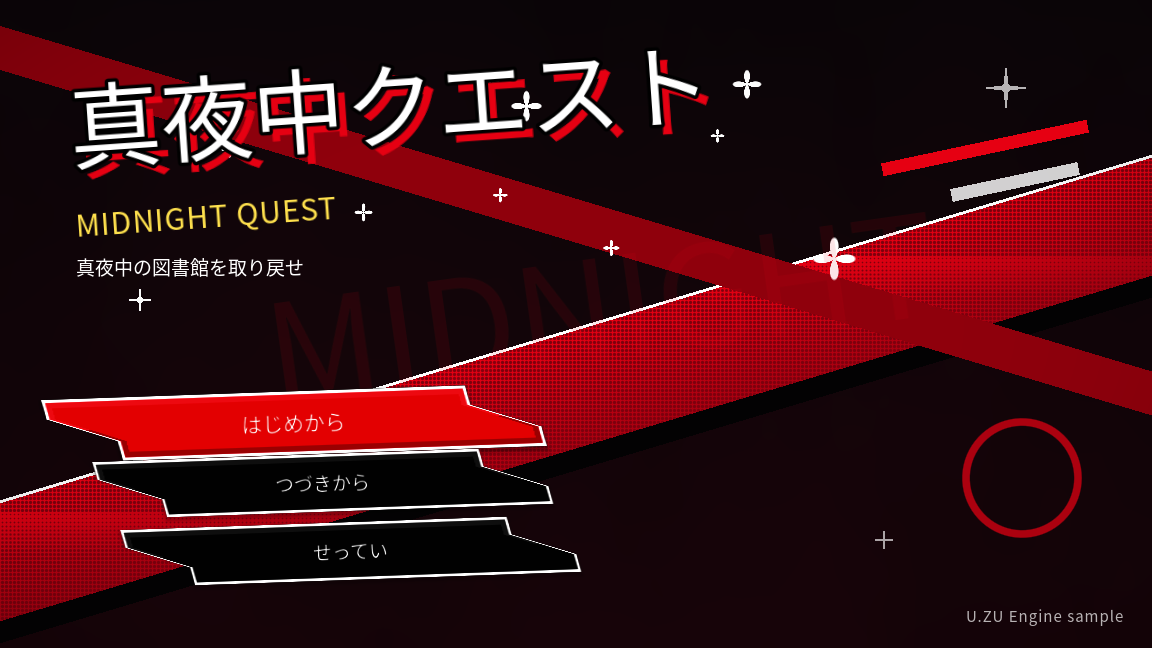 真夜中クエスト
MIDNIGHT QUEST
真夜中の図書館を取り戻せ
MIDNIGHT
はじめから
つづきから
せってい
U.ZU Engine sample